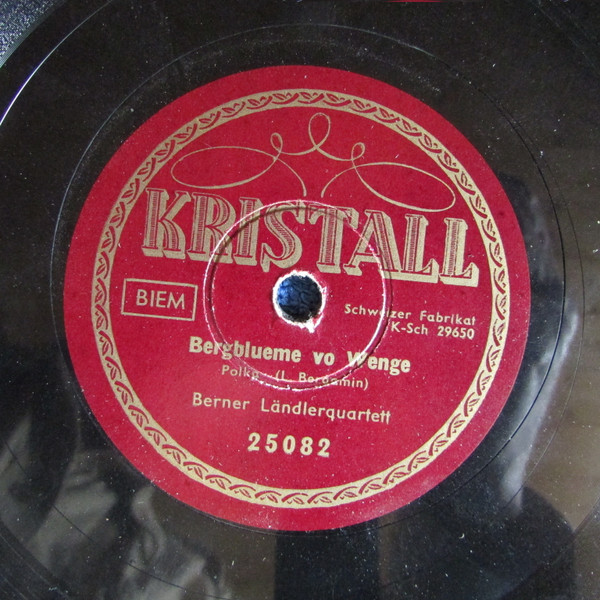 KRISTALL
BIEM
Schweizer Fabrikat
K-Sch 29650
Bergblueme vo Wenge
Polka (L. Bergamin)
Berner Ländlerquartett
25082